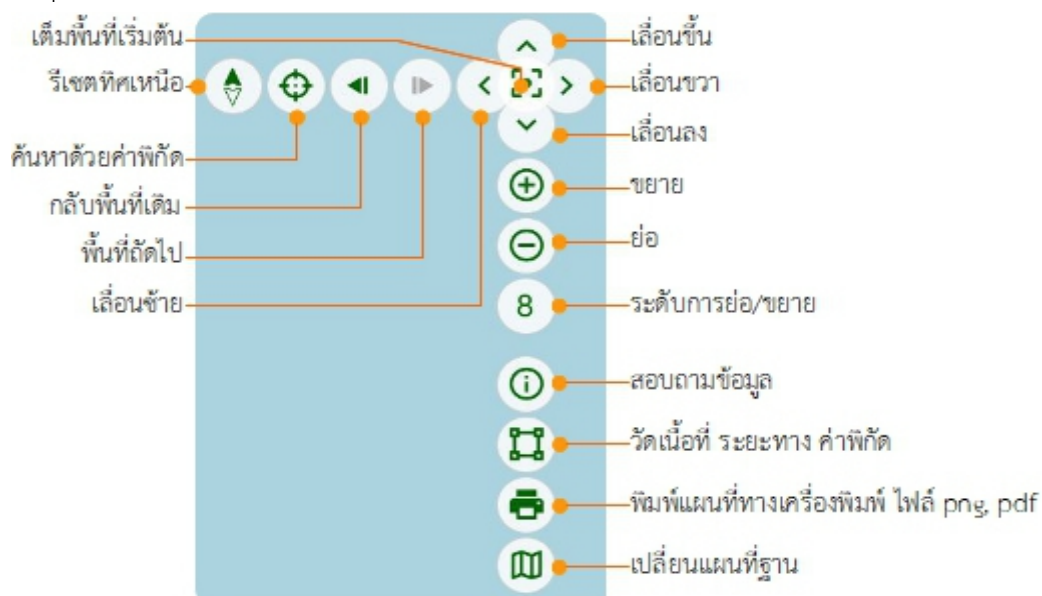 เต็มพื้นที่เริ่มต้น
รีเซตทิศเหนือ
ค้นหาด้วยค่าพิกัด
กลับพื้นที่เดิม
พื้นที่ถัดไป
เลื่อนซ้าย
เลื่อนขึ้น
เลื่อนขวา
เลื่อนลง
ขยาย
ย่อ
8
ระดับการย่อ/ขยาย
สอบถามข้อมูล
วัดเนื้อที่ ระยะทาง ค่าพิกัด
พิมพ์แผนที่ทางเครื่องพิมพ์ ไฟล์ png, pdf
เปลี่ยนแผนที่ฐาน